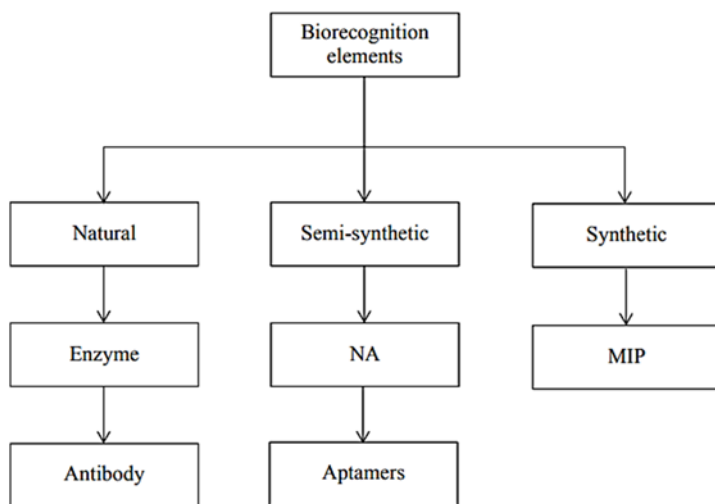 Biorecognition
elements
Natural
Semi-synthetic
Synthetic
Enzyme
NA
MIP
Antibody
Aptamers